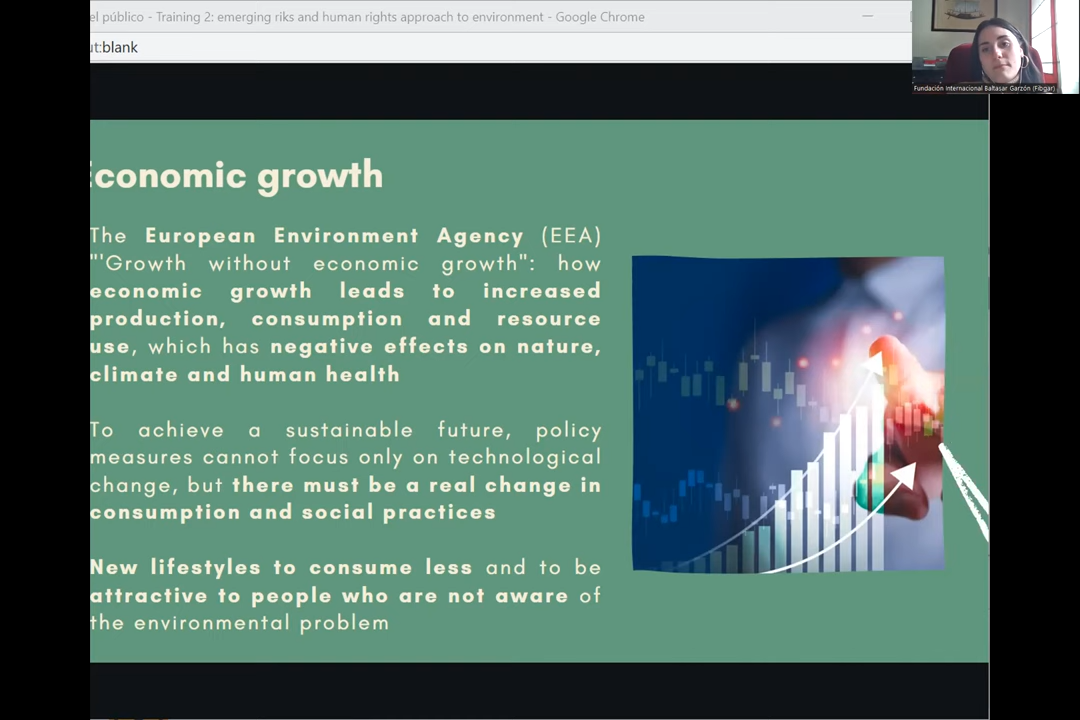 el público - Training 2: emerging riks and human rights approach to environment - Google Chrome
ut:blank
Fundación Internacional Baltasar Garzón (Fibgar)
Economic growth
The European Environment Agency (EEA)
"'Growth without economic growth": how
economic growth leads to increased
production, consumption and resource
use, which has negative effects on nature,
climate and human health
To achieve a sustainable future, policy
measures cannot focus only on technological
change, but there must be a real change in
consumption and social practices
New lifestyles to consume less and to be
attractive to people who are not aware of
the environmental problem